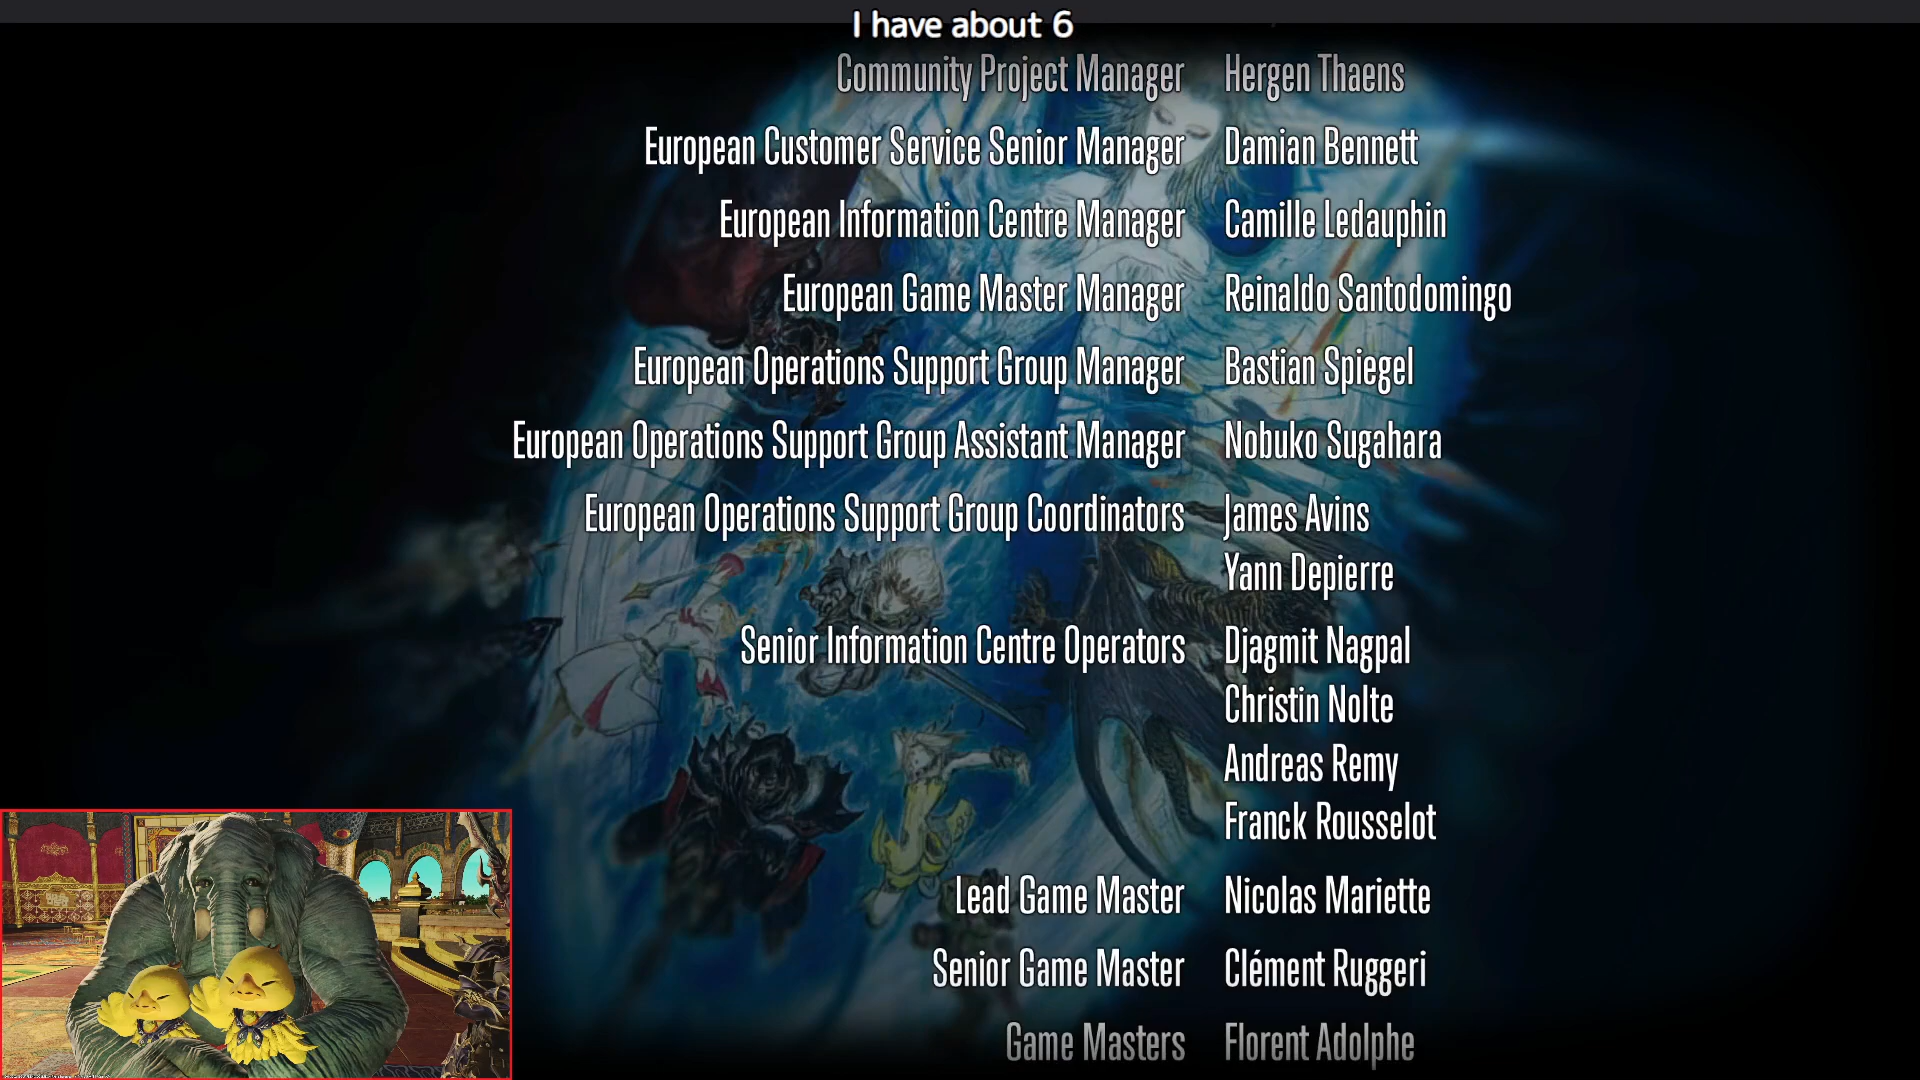 I have about 6
Community Project Manager Hergen Thaens
European Customer Service Senior Manager Damian Bennett
European Information Centre Manager Camille Ledauphin
European Game Master Manager Reinaldo Santodomingo
European Operations Support Group Manager Bastian Spiegel
European Operations Support Group Assistant Manager Nobuko Sugahara
European Operations Support Group Coordinators James Avins
Yann Depierre
Senior Information Centre Operators Djagmit Nagpal
Christin Nolte
Andreas Remy
Franck Rousselot
Lead Game Master Nicolas Mariette
Senior Game Master Clément Ruggeri
Game Masters Florent Adolphe